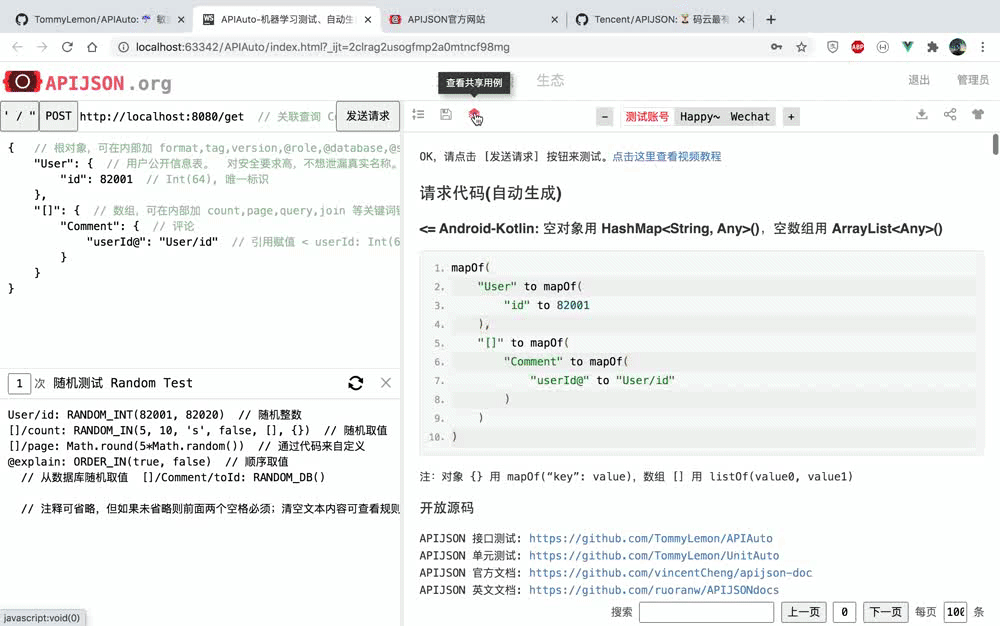 TommyLemon/APIAuto: ☔ 敏
APIAuto-机器学习测试、自动生
APIJSON官方网站
Tencent/APIJSON: ⏳ 码云最
localhost:63342/APIAuto/index.html?_ijt=2clrag2usogfmp2a0mtncf98mg
APIJSON.org
查看共享用例
生态
退出
管理员
' / "
POST
http://localhost:8080/get // 关联查询 Co
发送请求
-
测试账号
Happy~
Wechat
+
{ // 根对象，可在内部加 format,tag,version,@role,@database,@s
"User": { // 用户公开信息表。 对安全要求高，不想泄漏真实名称。
"id": 82001 // Int(64), 唯一标识
},
"[]": { // 数组，可在内部加 count,page,query,join 等关键词
"Comment": { // 评论
"userId@": "User/id" // 引用赋值 < userId: Int(6
}
}
}
OK，请点击 [发送请求] 按钮来测试。点击这里查看视频教程
请求代码(自动生成)
<= Android-Kotlin: 空对象用 HashMap<String, Any>()，空数组用 ArrayList<Any>()
1. mapOf(
2. "User" to mapOf(
3. "id" to 82001
4. ),
5. "[]" to mapOf(
6. "Comment" to mapOf(
7. "userId@" to "User/id"
8. )
9. )
10. )
注：对象 {} 用 mapOf(“key”: value)，数组 [] 用 listOf(value0, value1)
开放源码
APIJSON 接口测试: https://github.com/TommyLemon/APIAuto
APIJSON 单元测试: https://github.com/TommyLemon/UnitAuto
APIJSON 官方文档: https://github.com/vincentCheng/apijson-doc
APIJSON 英文文档: https://github.com/ruoranw/APIJSONdocs
搜索
上一页
0
下一页
每页
100
条
1 次 随机测试 Random Test
User/id: RANDOM_INT(82001, 82020) // 随机整数
[]/count: RANDOM_IN(5, 10, 's', false, [], {}) // 随机取值
[]/page: Math.round(5*Math.random()) // 通过代码来自定义
@explain: ORDER_IN(true, false) // 顺序取值
// 从数据库随机取值 []/Comment/toId: RANDOM_DB()
// 注释可省略，但如果未省略则前面两个空格必须；清空文本内容可查看规则
javascript:void(0)